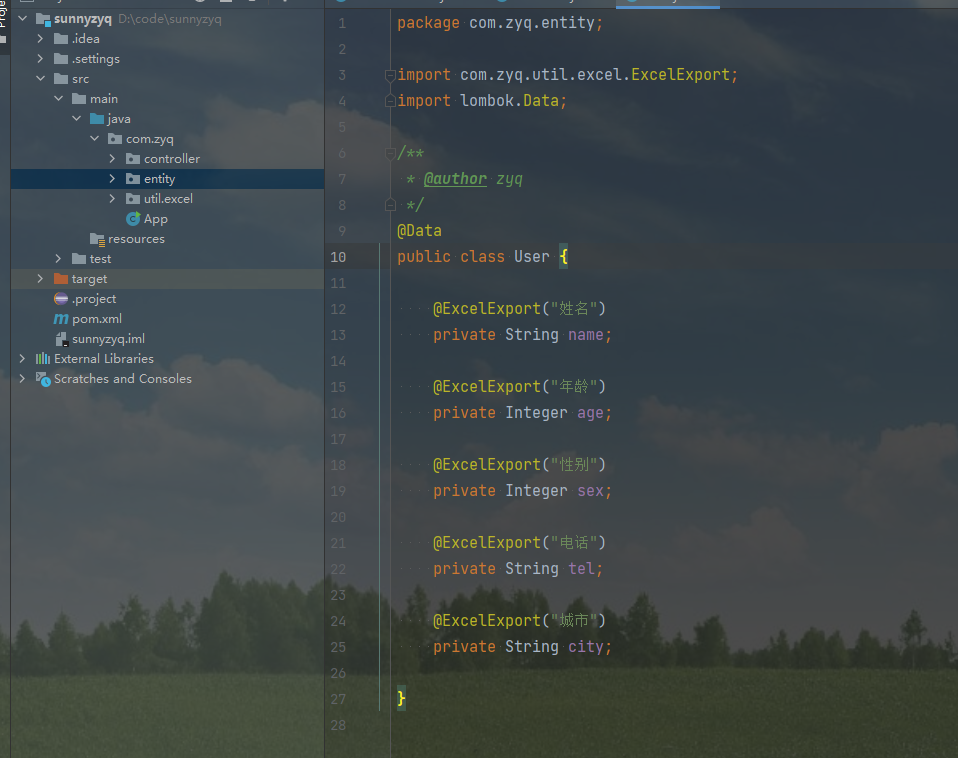 sunnyzyq D:\code\sunnyzyq
.idea
.settings
src
main
java
com.zyq
controller
entity
util.excel
App
resources
test
target
.project
pom.xml
sunnyzyq.iml
External Libraries
Scratches and Consoles
1 package com.zyq.entity;
2
3 import com.zyq.util.excel.ExcelExport;
4 import lombok.Data;
5
6 /**
7 * @author zyq
8 */
9 @Data
10 public class User {
11
12 @ExcelExport("姓名")
13 private String name;
14
15 @ExcelExport("年龄")
16 private Integer age;
17
18 @ExcelExport("性别")
19 private Integer sex;
20
21 @ExcelExport("电话")
22 private String tel;
23
24 @ExcelExport("城市")
25 private String city;
26
27 }
28